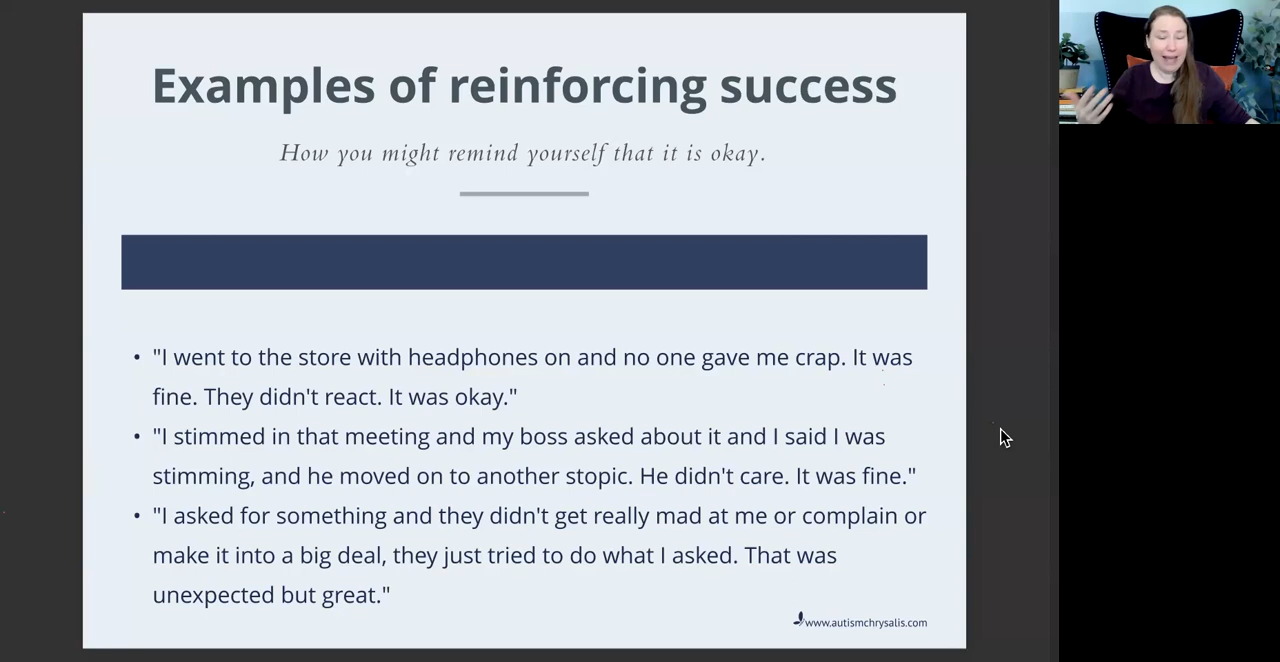 Examples of reinforcing success
How you might remind yourself that it is okay.
• "I went to the store with headphones on and no one gave me crap. It was
fine. They didn't react. It was okay."
• "I stimmed in that meeting and my boss asked about it and I said I was
stimming, and he moved on to another stopic. He didn't care. It was fine."
• "I asked for something and they didn't get really mad at me or complain or
make it into a big deal, they just tried to do what I asked. That was
unexpected but great."
www.autismchrysalis.com